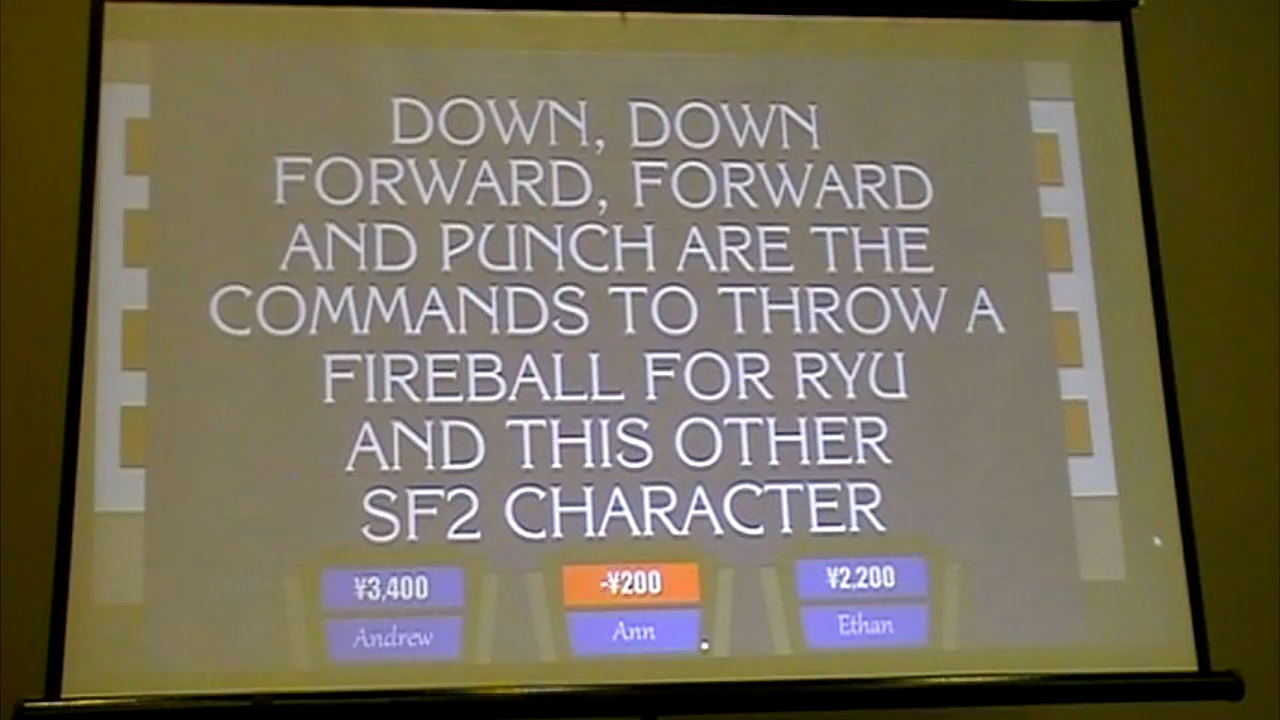 DOWN, DOWN
FORWARD, FORWARD
AND PUNCH ARE THE
COMMANDS TO THROW A
FIREBALL FOR RYU
AND THIS OTHER
SF2 CHARACTER
¥3,400 -¥200 ¥2,200
Andrew Ann Ethan